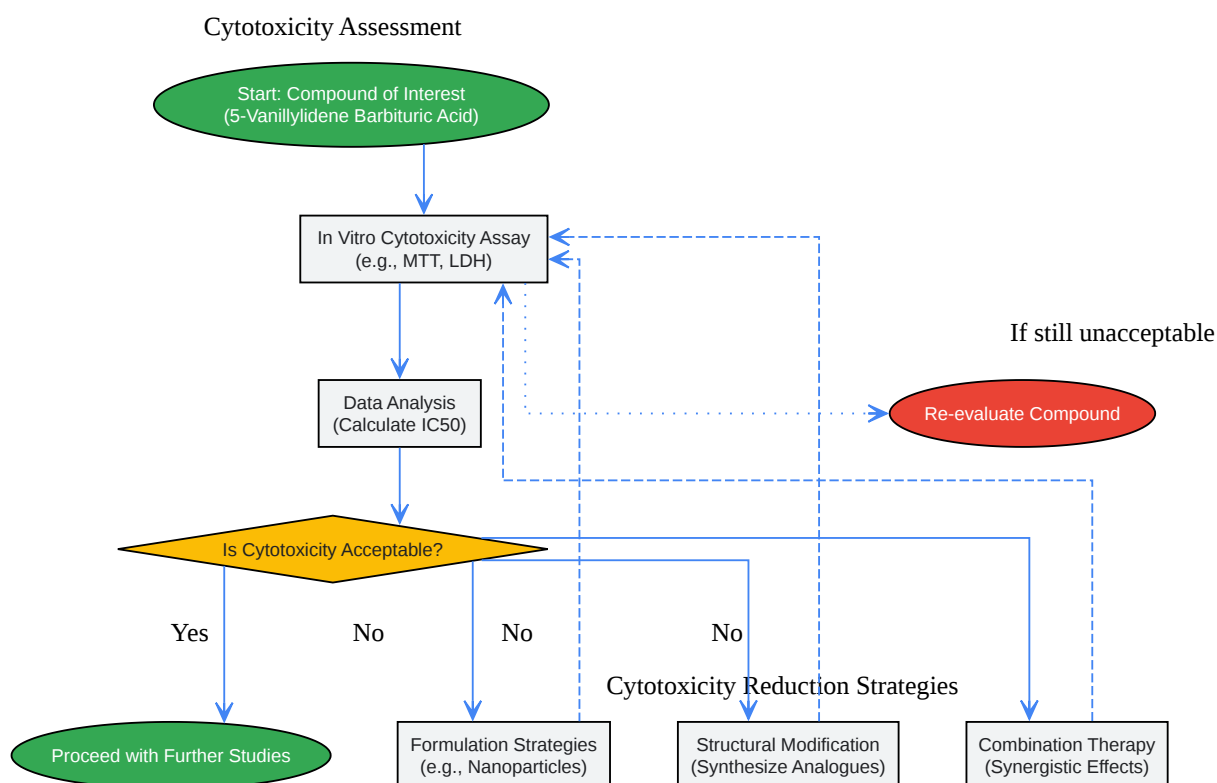 Cytotoxicity Assessment
Start: Compound of Interest
(5-Vanillylidene Barbituric Acid)
In Vitro Cytotoxicity Assay
(e.g., MTT, LDH)
If still unacceptable
Data Analysis
(Calculate IC50)
Re-evaluate Compound
Is Cytotoxicity Acceptable?
Yes
No
No
No
Cytotoxicity Reduction Strategies
Proceed with Further Studies
Formulation Strategies
(e.g., Nanoparticles)
Structural Modification
(Synthesize Analogues)
Combination Therapy
(Synergistic Effects)